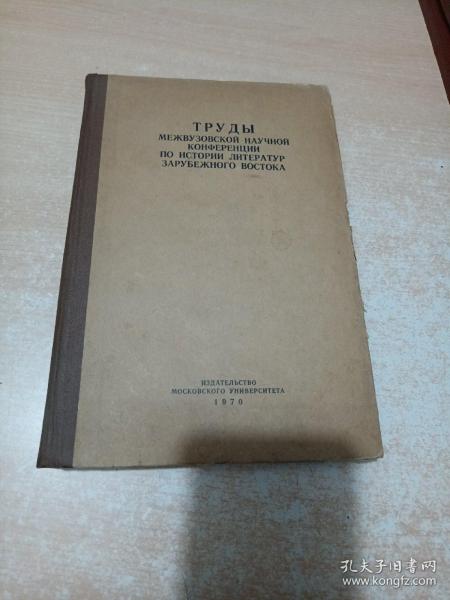 ТРУДЫ
МЕЖВУЗОВСКОЙ НАУЧНОЙ
КОНФЕРЕНЦИИ
ПО ИСТОРИИ ЛИТЕРАТУР
ЗАРУБЕЖНОГО ВОСТОКА
ИЗДАТЕЛЬСТВО
МОСКОВСКОГО УНИВЕРСИТЕТА
1970
孔夫子旧书网
www.kongfz.com